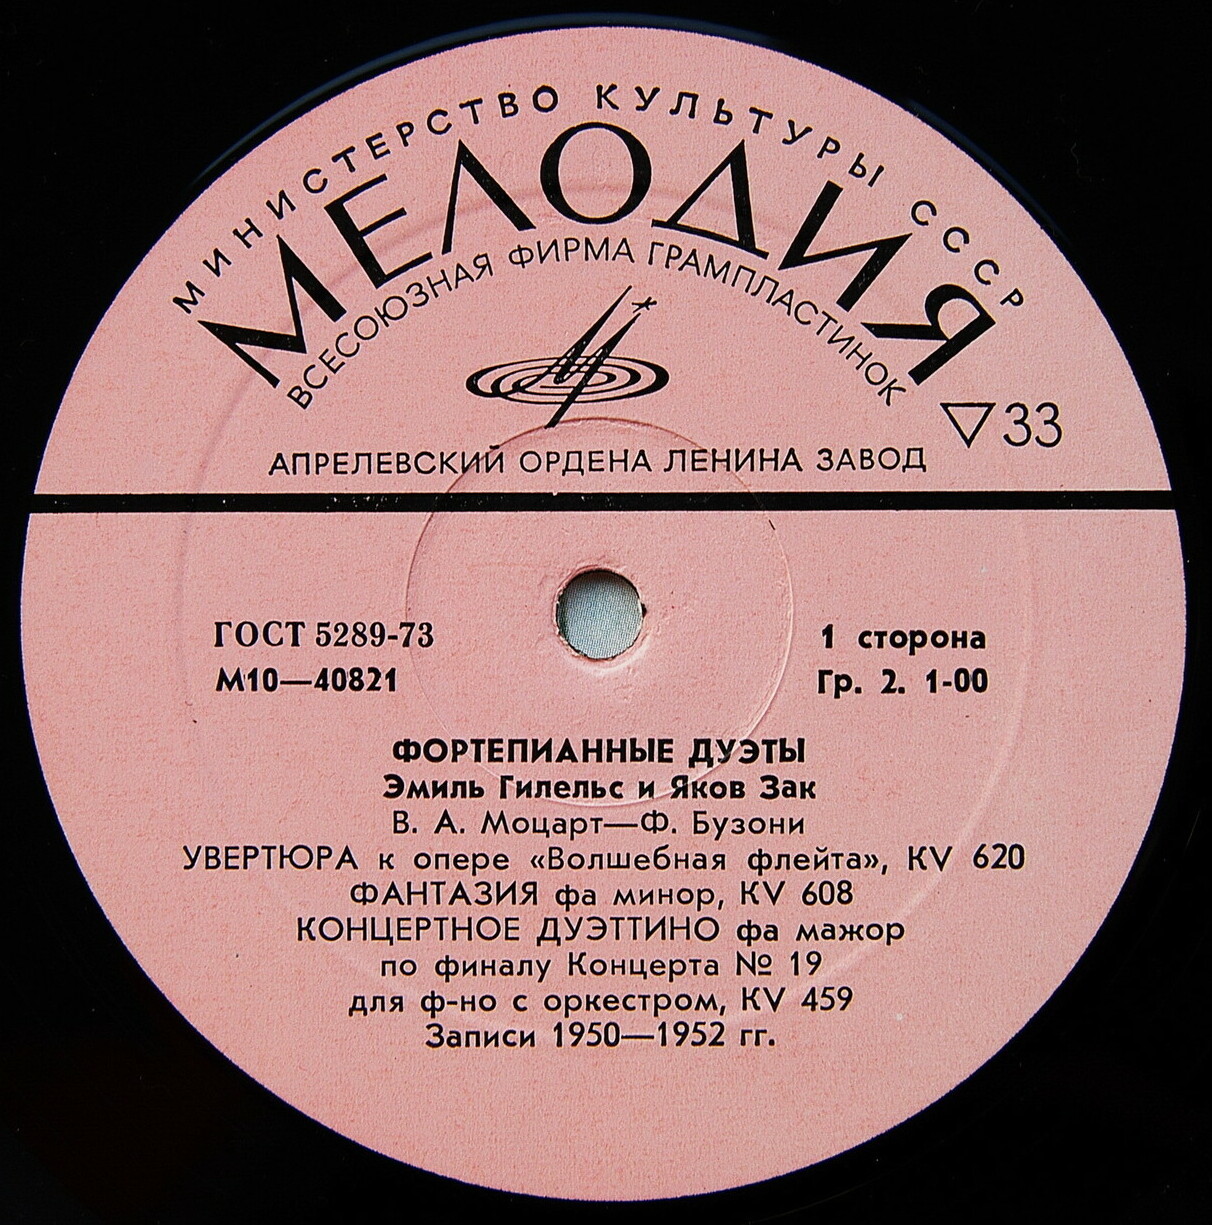 МИНИСТЕРСТВО КУЛЬТУРЫ СССР
МЕЛОДИЯ
ВСЕСОЮЗНАЯ ФИРМА ГРАМПЛАСТИНОК
▽33
АПРЕЛЕВСКИЙ ОРДЕНА ЛЕНИНА ЗАВОД
ГОСТ 5289-73
М10—40821
1 сторона
Гр. 2. 1-00
ФОРТЕПИАННЫЕ ДУЭТЫ
Эмиль Гилельс и Яков Зак
В. А. Моцарт—Ф. Бузони
УВЕРТЮРА к опере «Волшебная флейта», KV 620
ФАНТАЗИЯ фа минор, KV 608
КОНЦЕРТНОЕ ДУЭТТИНО фа мажор
по финалу Концерта № 19
для ф-но с оркестром, KV 459
Записи 1950—1952 гг.